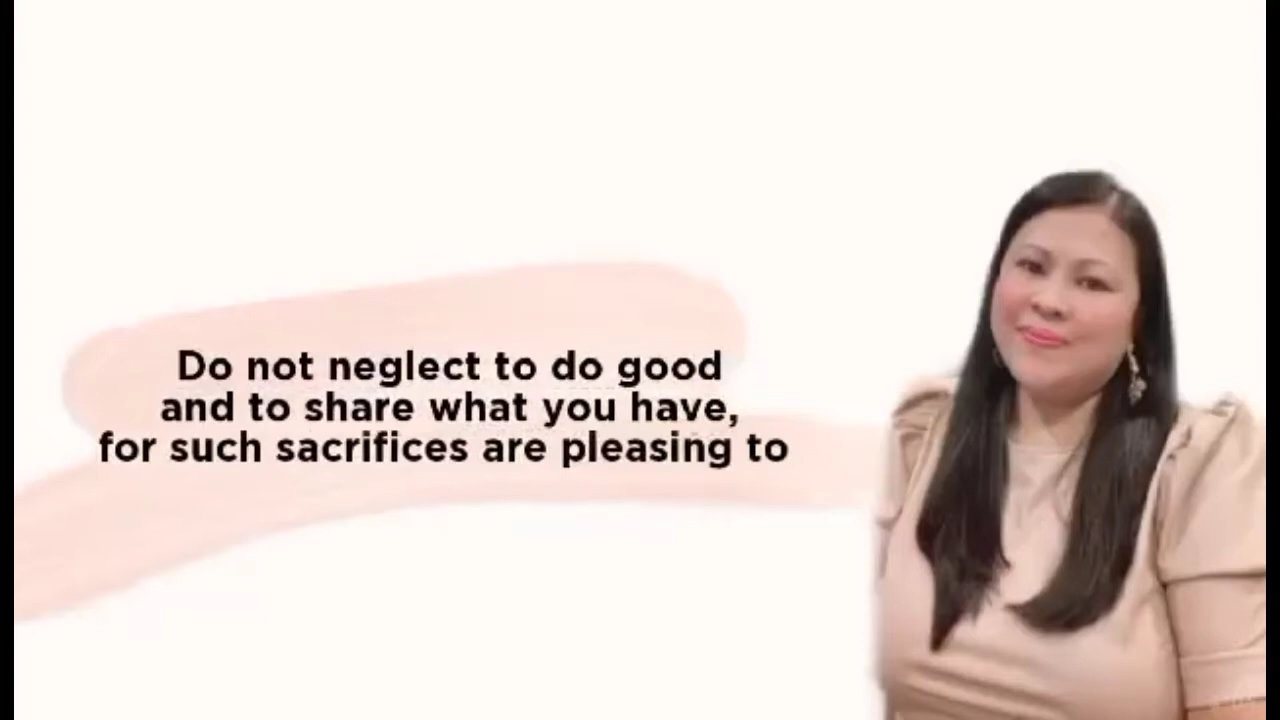 Do not neglect to do good
and to share what you have,
for such sacrifices are pleasing to